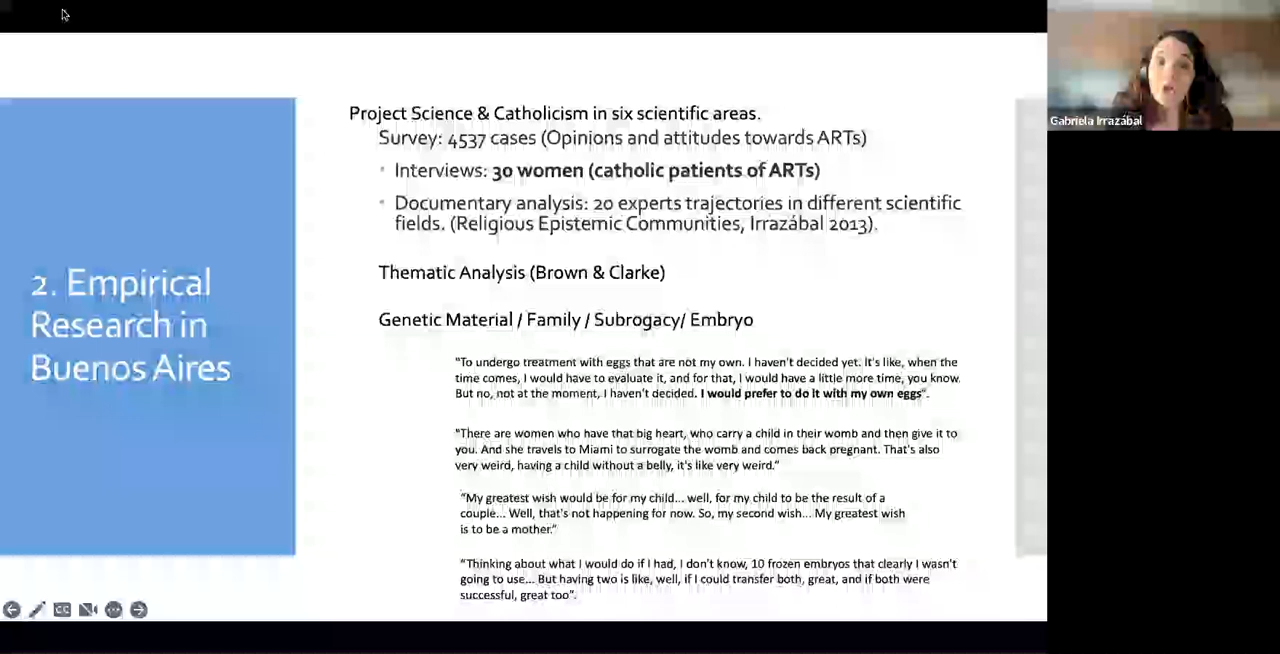 Project Science & Catholicism in six scientific areas.
Survey: 4537 cases (Opinions and attitudes towards ARTs)
Interviews: 30 women (catholic patients of ARTs)
Documentary analysis: 20 experts trajectories in different scientific
fields. (Religious Epistemic Communities, Irrazábal 2013).
Thematic Analysis (Brown & Clarke)
Genetic Material / Family / Subrogacy/ Embryo
2. Empirical
Research in
Buenos Aires
"To undergo treatment with eggs that are not my own. I haven't decided yet. It's like, when the
time comes, I would have to evaluate it, and for that, I would have a little more time, you know.
But no, not at the moment, I haven't decided. I would prefer to do it with my own eggs".
"There are women who have that big heart, who carry a child in their womb and then give it to
you. And she travels to Miami to surrogate the womb and comes back pregnant. That's also
very weird, having a child without a belly, it's like very weird."
"My greatest wish would be for my child... well, for my child to be the result of a
couple... Well, that's not happening for now. So, my second wish... My greatest wish
is to be a mother."
"Thinking about what I would do if I had, I don't know, 10 frozen embryos that clearly I wasn't
going to use... But having two is like, well, if I could transfer both, great, and if both were
successful, great too".
Gabriela Irrazábal
CC